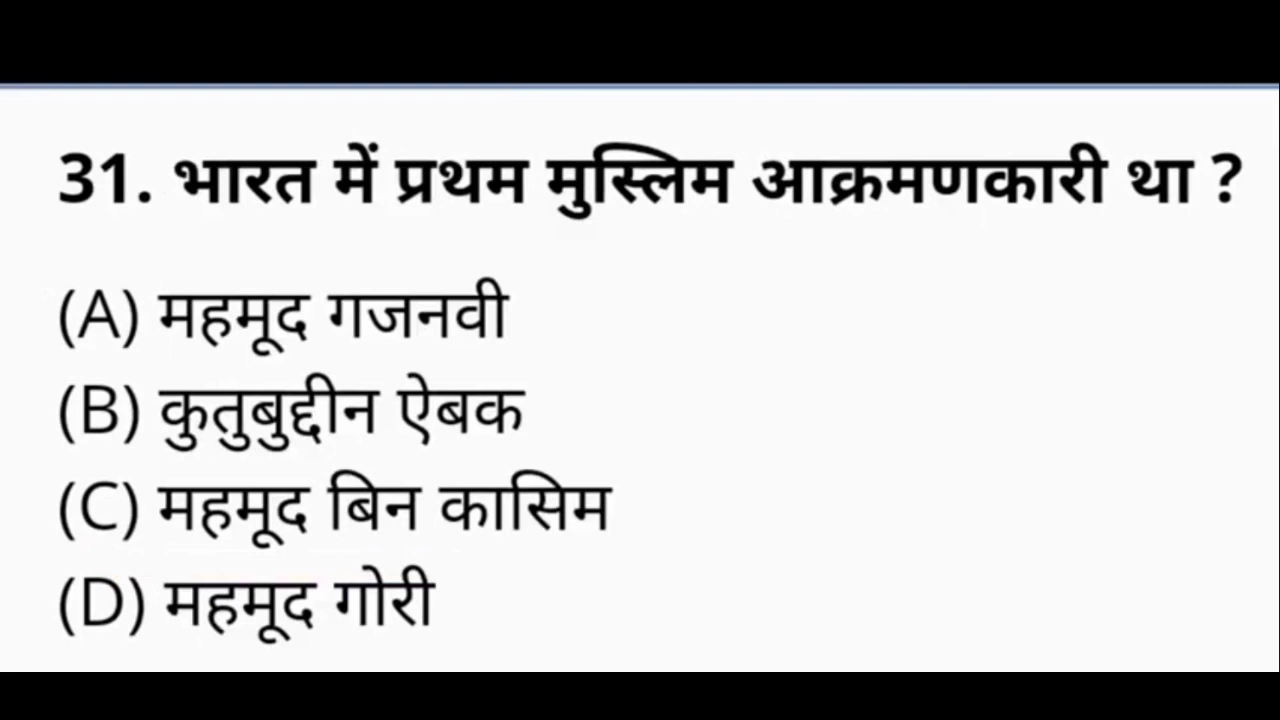 31. भारत में प्रथम मुस्लिम आक्रमणकारी था ?
(A) महमूद गजनवी
(B) कुतुबुद्दीन ऐबक
(C) महमूद बिन कासिम
(D) महमूद गोरी